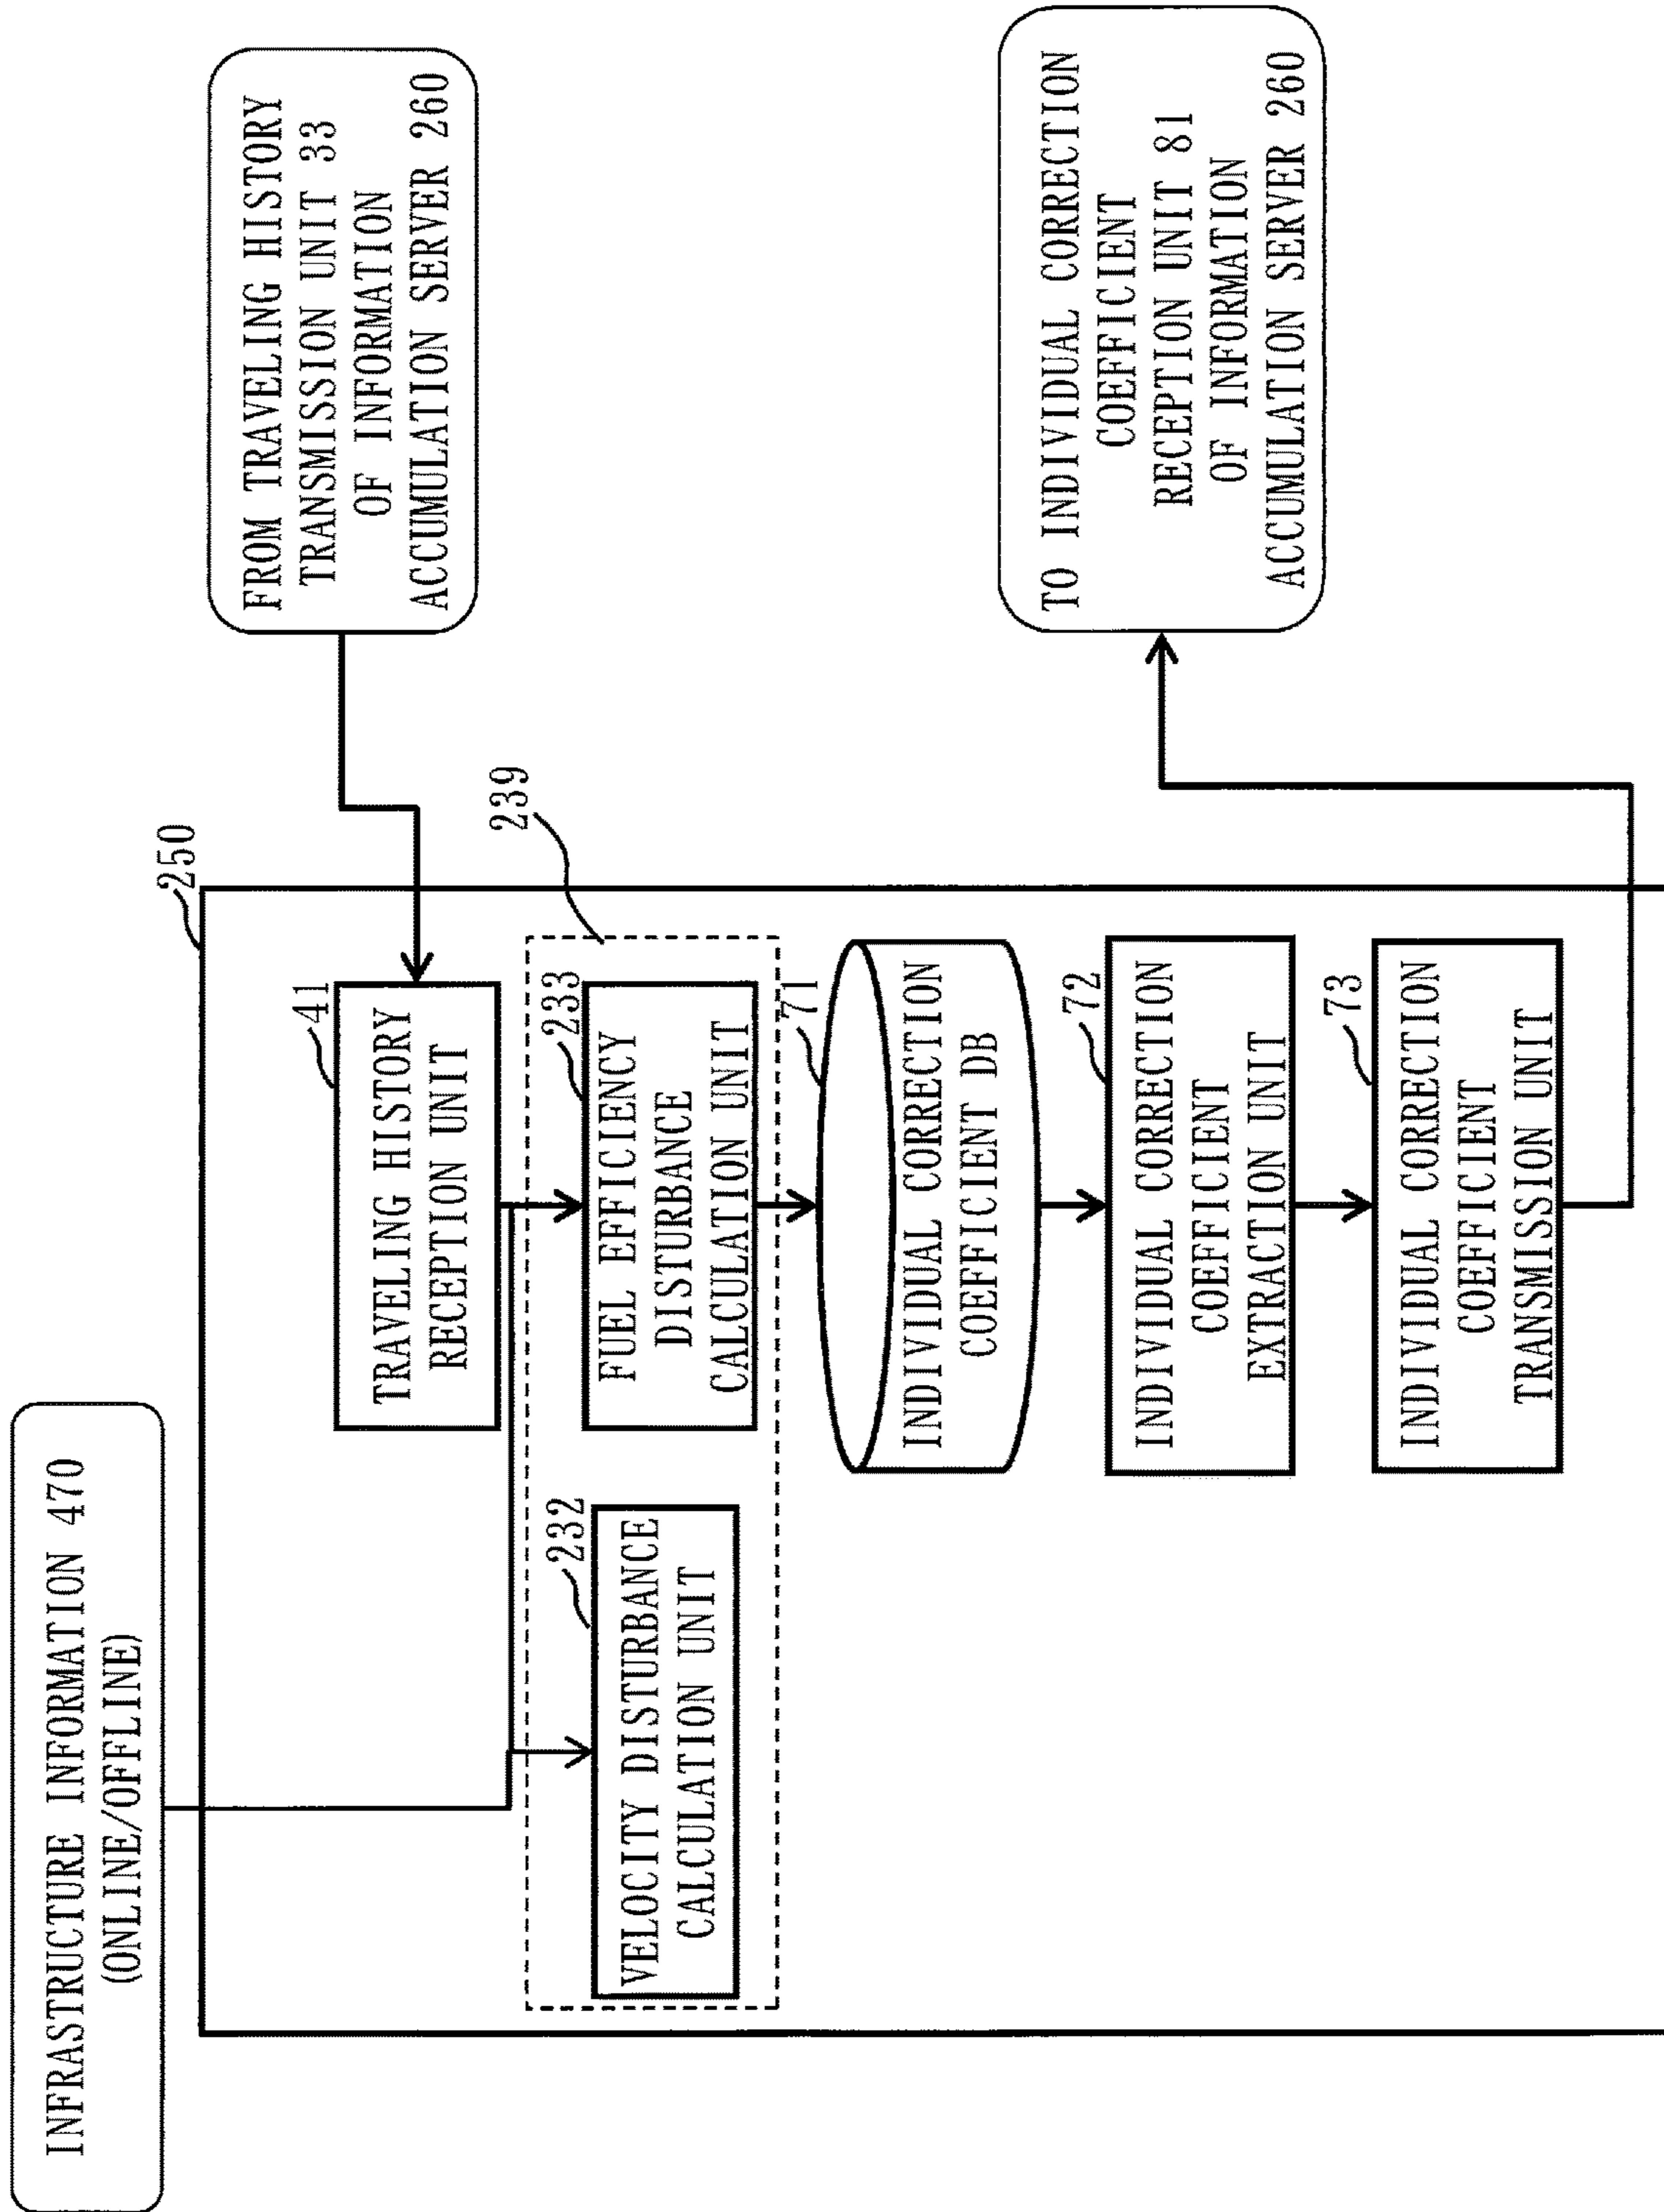 INFRASTRUCTURE INFORMATION 470
(ONLINE/OFFLINE)
250
FROM TRAVELING HISTORY
TRANSMISSION UNIT 33
OF INFORMATION
ACCUMULATION SERVER 260
41
TRAVELING HISTORY
RECEPTION UNIT
239
232
VELOCITY DISTURBANCE
CALCULATION UNIT
233
FUEL EFFICIENCY
DISTURBANCE
CALCULATION UNIT
71
INDIVIDUAL CORRECTION
COEFFICIENT DB
72
INDIVIDUAL CORRECTION
COEFFICIENT
EXTRACTION UNIT
73
INDIVIDUAL CORRECTION
COEFFICIENT
TRANSMISSION UNIT
TO INDIVIDUAL CORRECTION
COEFFICIENT
RECEPTION UNIT 81
OF INFORMATION
ACCUMULATION SERVER 260